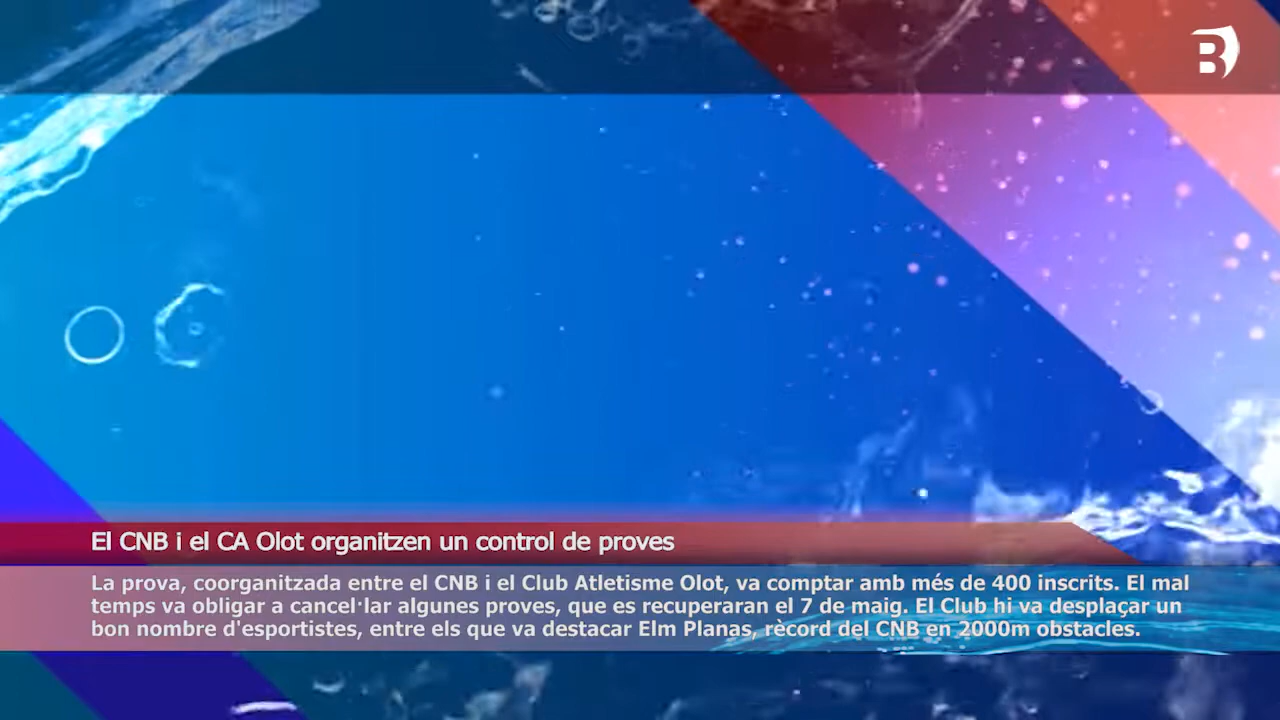 B
El CNB i el CA Olot organitzen un control de proves
La prova, coorganitzada entre el CNB i el Club Atletisme Olot, va comptar amb més de 400 inscrits. El mal
temps va obligar a cancel·lar algunes proves, que es recuperaran el 7 de maig. El Club hi va desplaçar un
bon nombre d'esportistes, entre els que va destacar Elm Planas, rècord del CNB en 2000m obstacles.